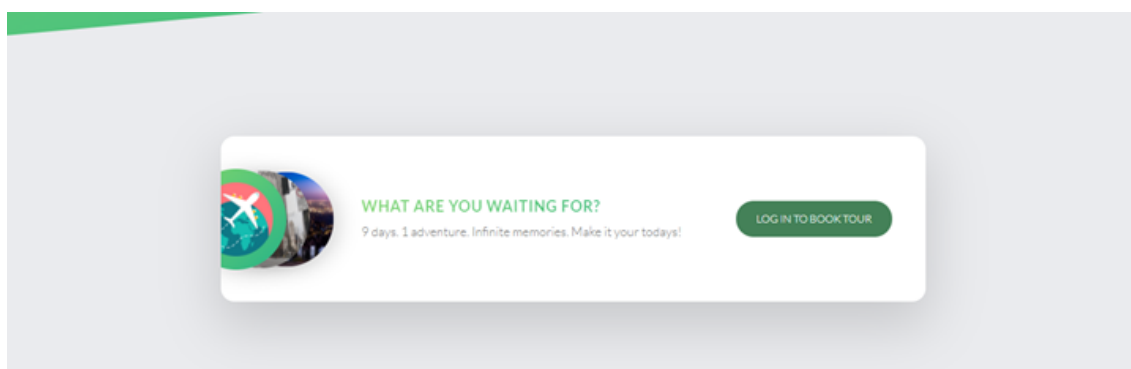 WHAT ARE YOU WAITING FOR?
9 days. 1 adventure. Infinite memories. Make it your todays!
LOG IN TO BOOK TOUR